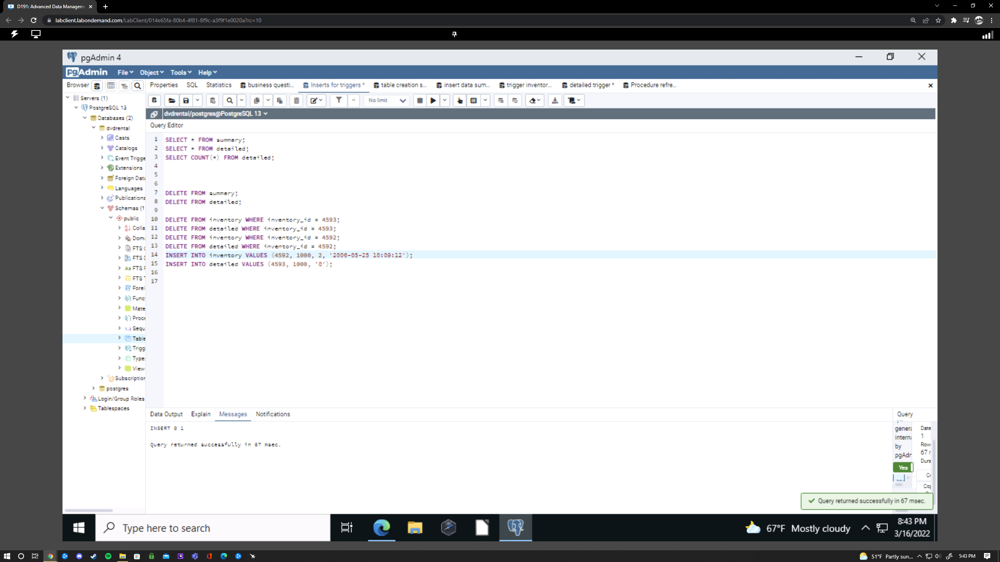 D191: Advanced Data Managem
labclient.labondemand.com/LabClient/014e65fa-80b4-4f81-8f9c-a3f9f1e0020a?rc=10
pgAdmin 4
pgAdmin File Object Tools Help
Browser
Properties SQL Statistics business questi... Inserts for triggers * table creation s... insert data sum... trigger inventor... detailed trigger * Procedure refre...
No limit
dvdrental/postgres@PostgreSQL 13
Query Editor
Servers (1)
PostgreSQL 13
Databases (2)
dvdrental
Casts
Catalogs
Event Trigge
Extensions
Foreign Data
Languages
Publications
Schemas (1
public
Colla
Doma
FTS C
FTS D
FTS F
FTS T
Forei
Func
Mate
Proce
1..3 Sequ
Table
Trigg
Type
View
Subscription
postgres
Login/Group Roles
Tablespaces
1 SELECT * FROM summary;
2 SELECT * FROM detailed;
3 SELECT COUNT(*) FROM detailed;
4
5
6
7 DELETE FROM summary;
8 DELETE FROM detailed;
9
10 DELETE FROM inventory WHERE inventory_id = 4593;
11 DELETE FROM detailed WHERE inventory_id = 4593;
12 DELETE FROM inventory WHERE inventory_id = 4592;
13 DELETE FROM detailed WHERE inventory_id = 4592;
14 INSERT INTO inventory VALUES (4592, 1000, 2, '2006-05-25 10:09:12');
15 INSERT INTO detailed VALUES (4593, 1000, 'G');
16
17
Data Output Explain Messages Notifications
INSERT 0 1
Query returned successfully in 67 msec.
Query
genera
interna
by
pgAdm
Yes
Date
1
Row
67 r
Dura
Co
Cop
Query returned successfully in 67 msec.
Type here to search
67°F Mostly cloudy
8:43 PM
3/16/2022
51°F Partly sun...
5:43 PM